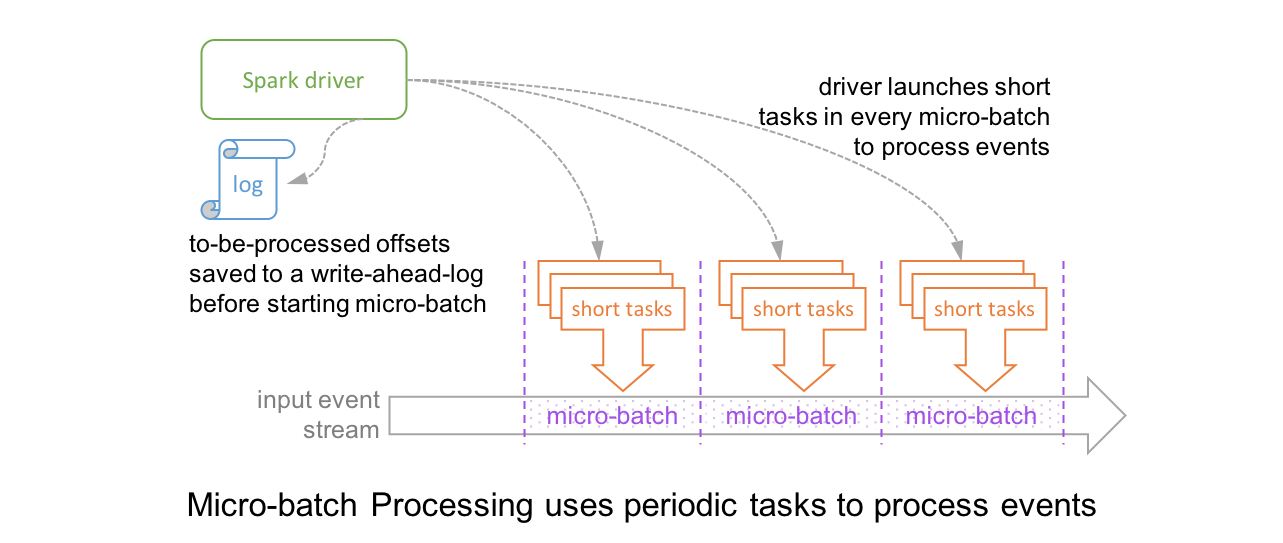 Spark driver
driver launches short
tasks in every micro-batch
to process events
log
to-be-processed offsets
saved to a write-ahead-log
before starting micro-batch
short tasks
short tasks
short tasks
input event
stream
micro-batch
micro-batch
micro-batch
Micro-batch Processing uses periodic tasks to process events